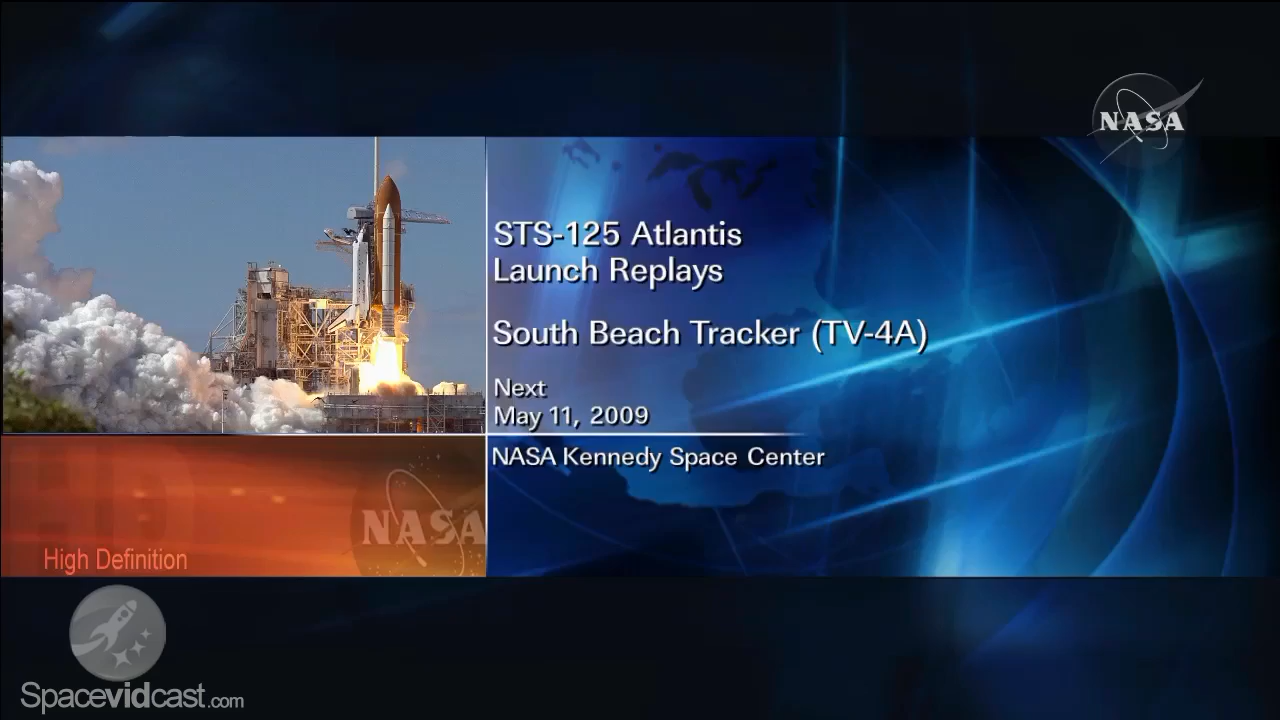 NASA
STS-125 Atlantis
Launch Replays
South Beach Tracker (TV-4A)
Next
May 11, 2009
NASA Kennedy Space Center
HD
NASA
High Definition
Spacevidcast.com